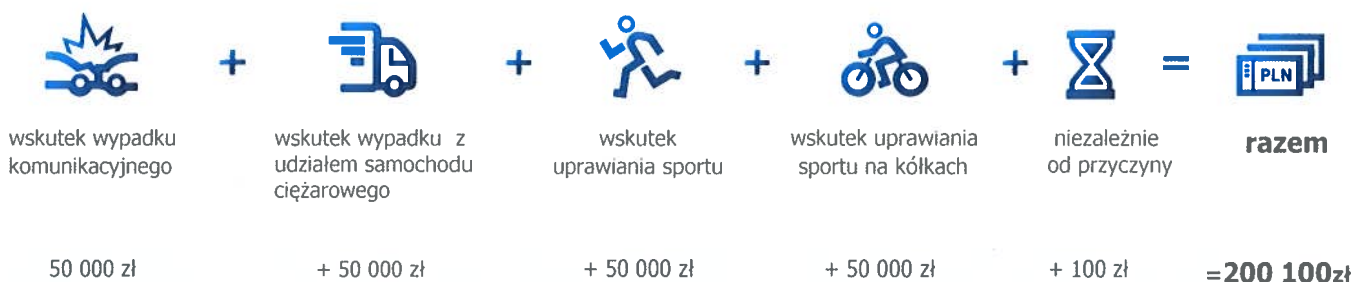 + + + + = PLN
wskutek wypadku komunikacyjnego
wskutek wypadku z udziałem samochodu ciężarowego
wskutek uprawiania sportu
wskutek uprawiania sportu na kółkach
niezależnie od przyczyny
razem
50 000 zł + 50 000 zł + 50 000 zł + 50 000 zł + 100 zł =200 100zł